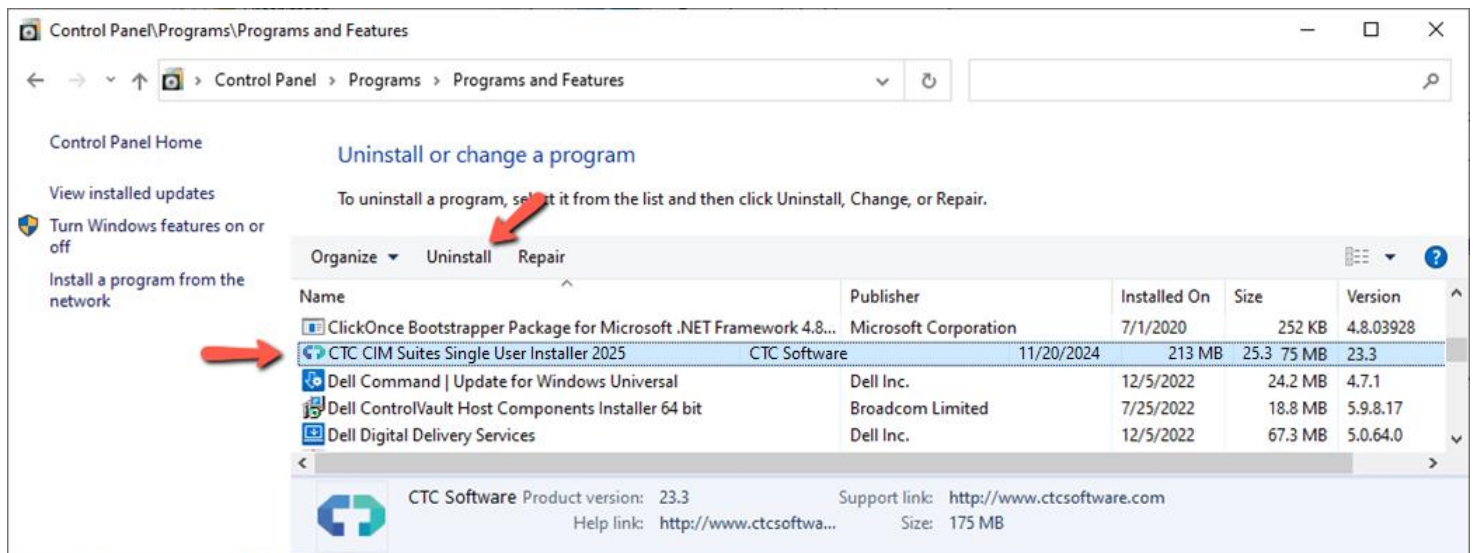 Control Panel\Programs\Programs and Features
Control Panel > Programs > Programs and Features
Control Panel Home
View installed updates
Turn Windows features on or
off
Install a program from the
network
Uninstall or change a program
To uninstall a program, select it from the list and then click Uninstall, Change, or Repair.
Organize Uninstall Repair
Name Publisher Installed On Size Version
ClickOnce Bootstrapper Package for Microsoft .NET Framework 4.8... Microsoft Corporation 7/1/2020 252 KB 4.8.03928
CTC CIM Suites Single User Installer 2025 CTC Software 11/20/2024 213 MB 25.3 75 MB 23.3
Dell Command | Update for Windows Universal Dell Inc. 12/5/2022 24.2 MB 4.7.1
Dell ControlVault Host Components Installer 64 bit Broadcom Limited 7/25/2022 18.8 MB 5.9.8.17
Dell Digital Delivery Services Dell Inc. 12/5/2022 67.3 MB 5.0.64.0
CTC Software Product version: 23.3 Support link: http://www.ctcsoftware.com
Help link: http://www.ctcsoftwa... Size: 175 MB